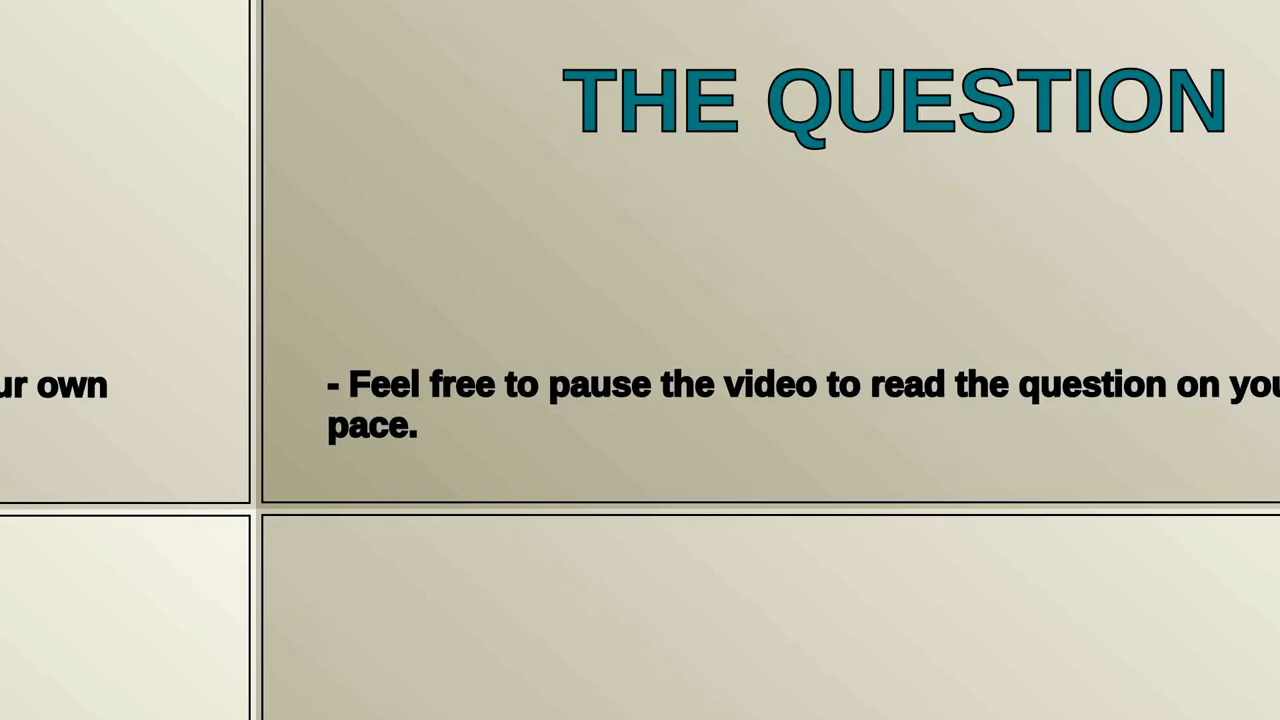 THE QUESTION
ur own
- Feel free to pause the video to read the question on you
pace.